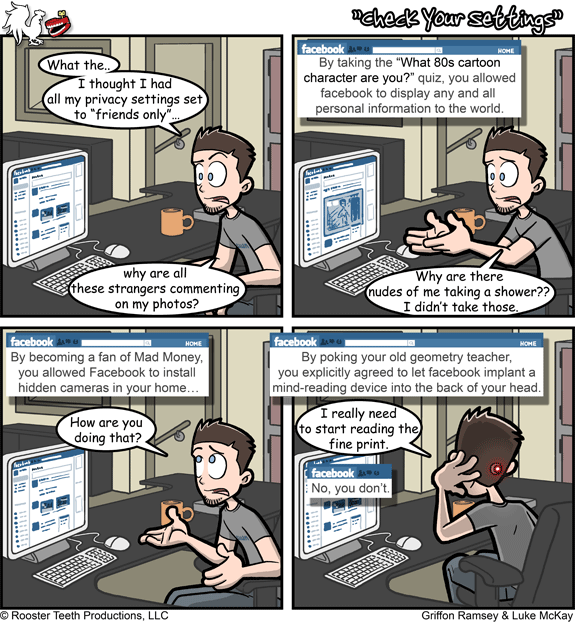 "Check Your Settings"
What the..
I thought I had
all my privacy settings set
to "friends only"...
why are all
these strangers commenting
on my photos?
facebook HOME
By taking the "What 80s cartoon
character are you?" quiz, you allowed
facebook to display any and all
personal information to the world.
Why are there
nudes of me taking a shower??
I didn't take those.
facebook HOME
By becoming a fan of Mad Money,
you allowed Facebook to install
hidden cameras in your home...
How are you
doing that?
facebook HOME
By poking your old geometry teacher,
you explicitly agreed to let facebook implant a
mind-reading device into the back of your head.
I really need
to start reading the
fine print.
facebook
No, you don't.
© Rooster Teeth Productions, LLC
Griffon Ramsey & Luke McKay